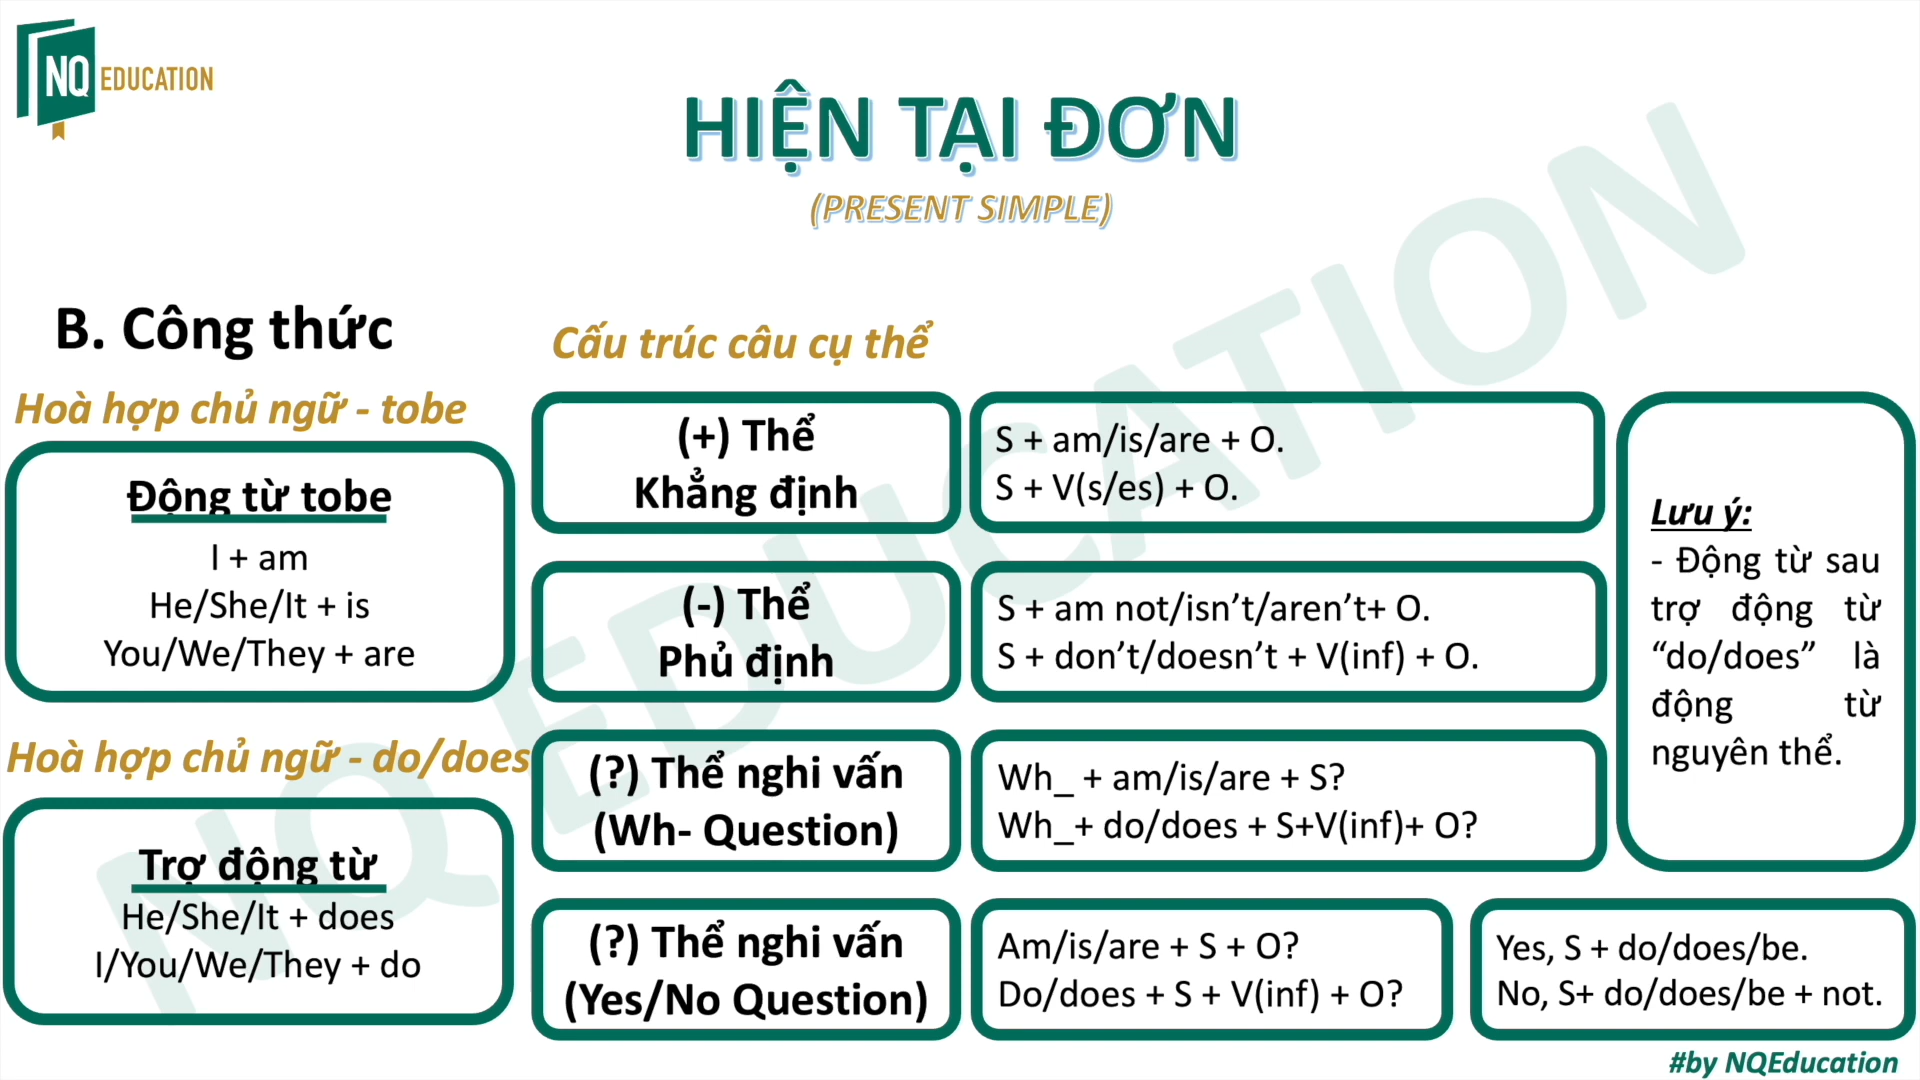 NQ EDUCATION
HIỆN TẠI ĐƠN
(PRESENT SIMPLE)
B. Công thức
Hoà hợp chủ ngữ - tobe
Động từ tobe
I + am
He/She/It + is
You/We/They + are
Hoà hợp chủ ngữ - do/does
Trợ động từ
He/She/It + does
I/You/We/They + do
Cấu trúc câu cụ thể
(+) Thể
Khẳng định
S + am/is/are + O.
S + V(s/es) + O.
(-) Thể
Phủ định
S + am not/isn’t/aren’t+ O.
S + don’t/doesn’t + V(inf) + O.
(?) Thể nghi vấn
(Wh- Question)
Wh_ + am/is/are + S?
Wh_+ do/does + S+V(inf)+ O?
(?) Thể nghi vấn
(Yes/No Question)
Am/is/are + S + O?
Do/does + S + V(inf) + O?
Yes, S + do/does/be.
No, S+ do/does/be + not.
Lưu ý:
- Động từ sau
trợ động từ
“do/does” là
động từ
nguyên thể.
NQ EDUCATION
#by NQEducation